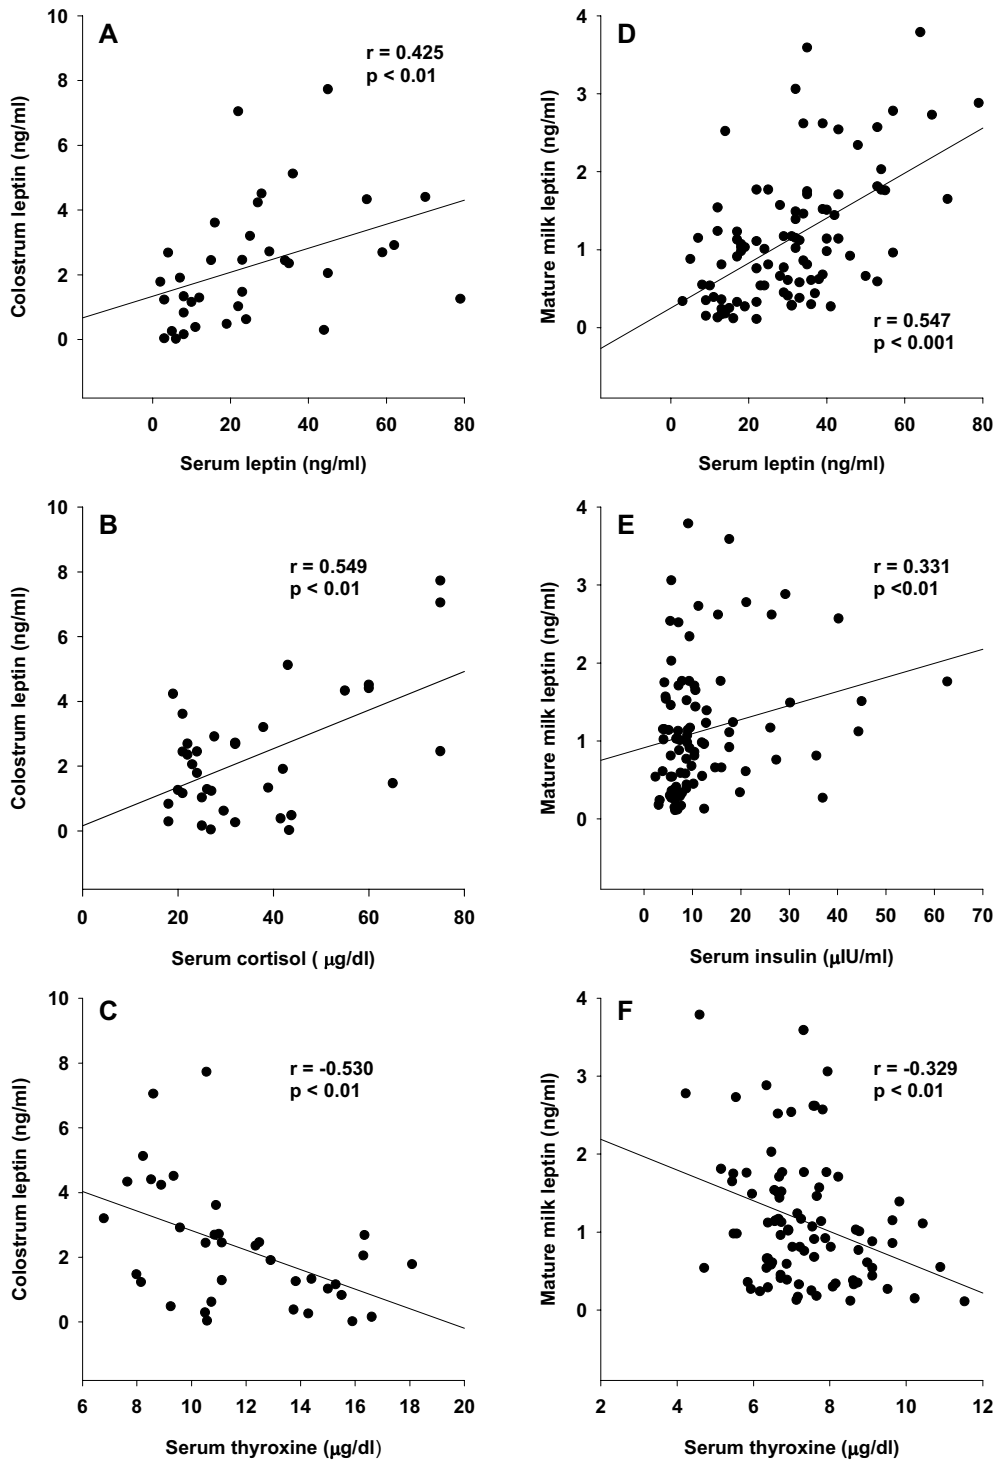 A
r = 0.425
p < 0.01
Colostrum leptin (ng/ml)
10
8
6
4
2
0
0 20 40 60 80
Serum leptin (ng/ml)
D
r = 0.547
p < 0.001
Mature milk leptin (ng/ml)
4
3
2
1
0
0 20 40 60 80
Serum leptin (ng/ml)
B
r = 0.549
p < 0.01
Colostrum leptin (ng/ml)
10
8
6
4
2
0
0 20 40 60 80
Serum cortisol ( μg/dl)
E
r = 0.331
p <0.01
Mature milk leptin (ng/ml)
4
3
2
1
0
0 10 20 30 40 50 60 70
Serum insulin (μIU/ml)
C
r = -0.530
p < 0.01
Colostrum leptin (ng/ml)
10
8
6
4
2
0
6 8 10 12 14 16 18 20
Serum thyroxine (μg/dl)
F
r = -0.329
p < 0.01
Mature milk leptin (ng/ml)
4
3
2
1
0
2 4 6 8 10 12
Serum thyroxine (μg/dl)